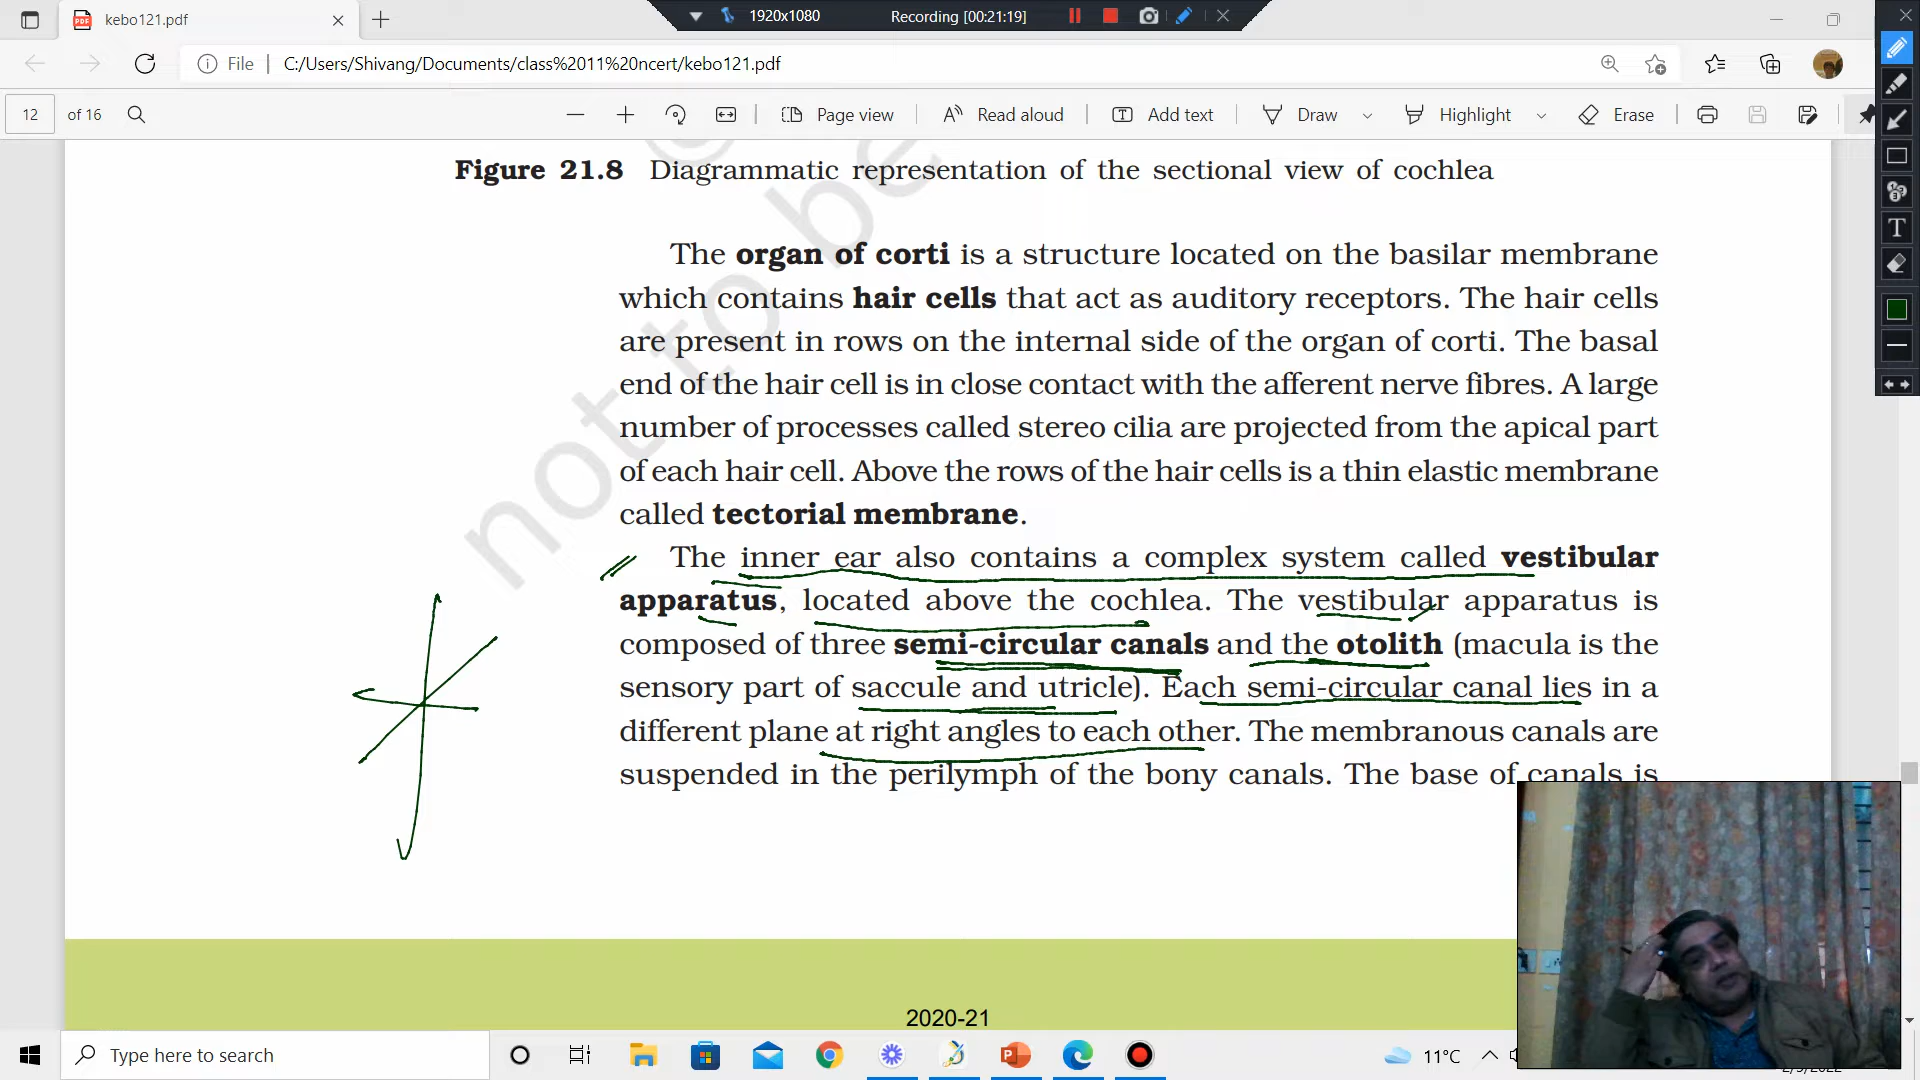 kebo121.pdf
1920x1080
Recording [00:21:19]
File
C:/Users/Shivang/Documents/class%2011%20ncert/kebo121.pdf
12 of 16
Page view
Read aloud
Add text
Draw
Highlight
Erase
T
Figure 21.8 Diagrammatic representation of the sectional view of cochlea
The organ of corti is a structure located on the basilar membrane
which contains hair cells that act as auditory receptors. The hair cells
are present in rows on the internal side of the organ of corti. The basal
end of the hair cell is in close contact with the afferent nerve fibres. A large
number of processes called stereo cilia are projected from the apical part
of each hair cell. Above the rows of the hair cells is a thin elastic membrane
called tectorial membrane.
The inner ear also contains a complex system called vestibular
apparatus, located above the cochlea. The vestibular apparatus is
composed of three semi-circular canals and the otolith (macula is the
sensory part of saccule and utricle). Each semi-circular canal lies in a
different plane at right angles to each other. The membranous canals are
suspended in the perilymph of the bony canals. The base of canals is
not to be
2020-21
Type here to search
11°C